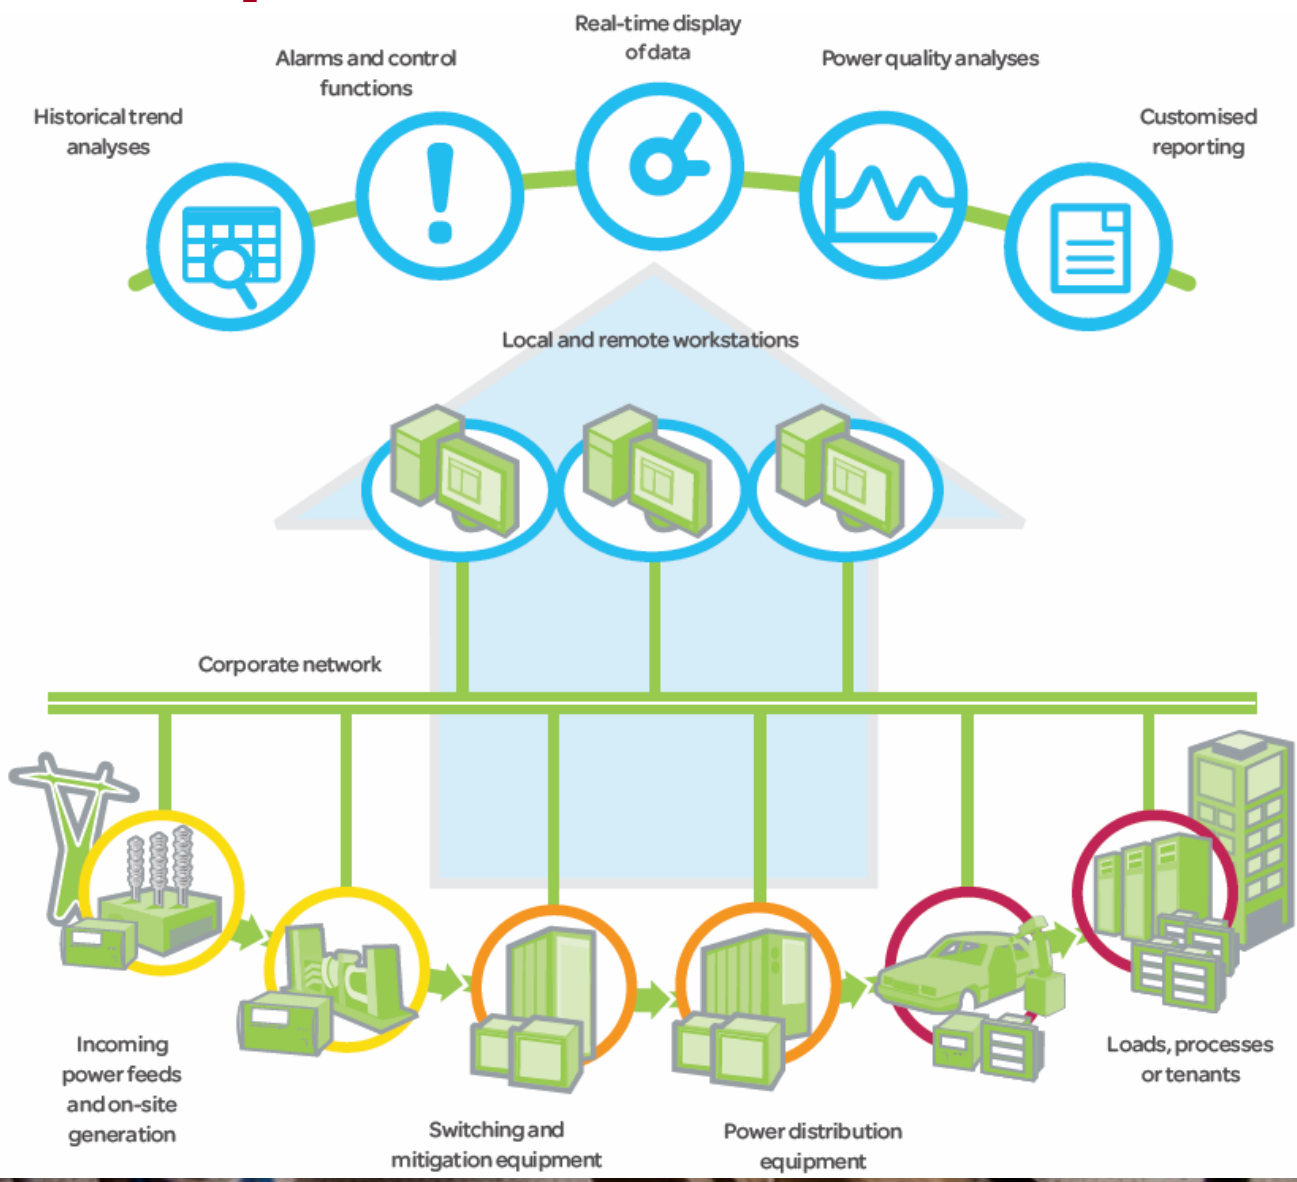 Real-time display
of data
Alarms and control
functions
Power quality analyses
Historical trend
analyses
Customised
reporting
Local and remote workstations
Corporate network
Incoming
power feeds
and on-site
generation
Loads, processes
or tenants
Switching and
mitigation equipment
Power distribution
equipment